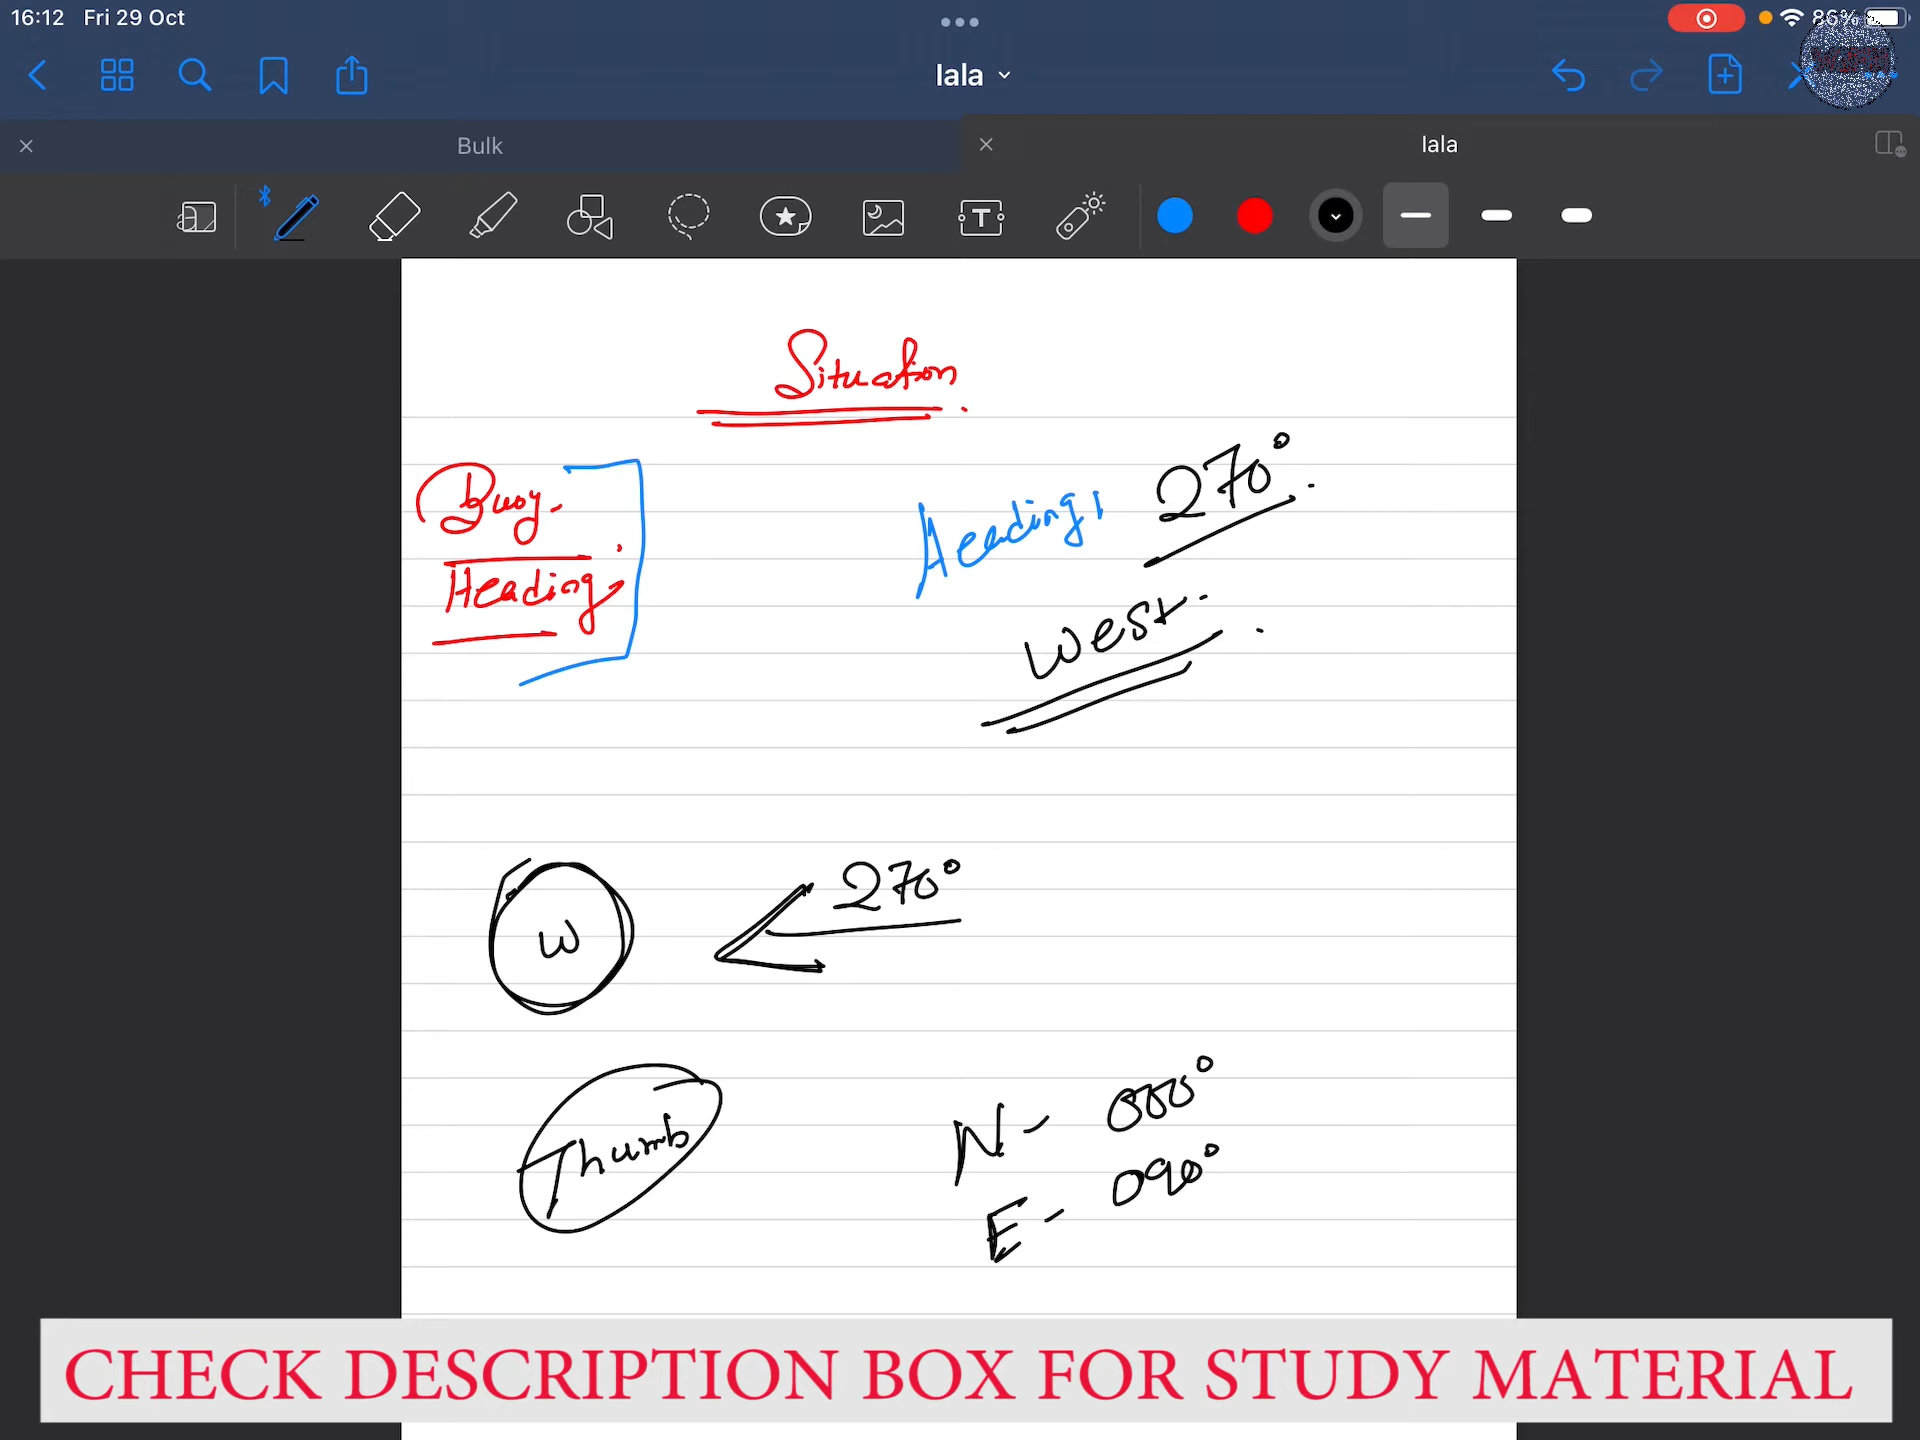 16:12 Fri 29 Oct
86%
lala
Bulk
lala
Situation
Buoy
Heading
Heading, 270°
West
W
270°
Thumb
N- 000°
E- 090°
CHECK DESCRIPTION BOX FOR STUDY MATERIAL